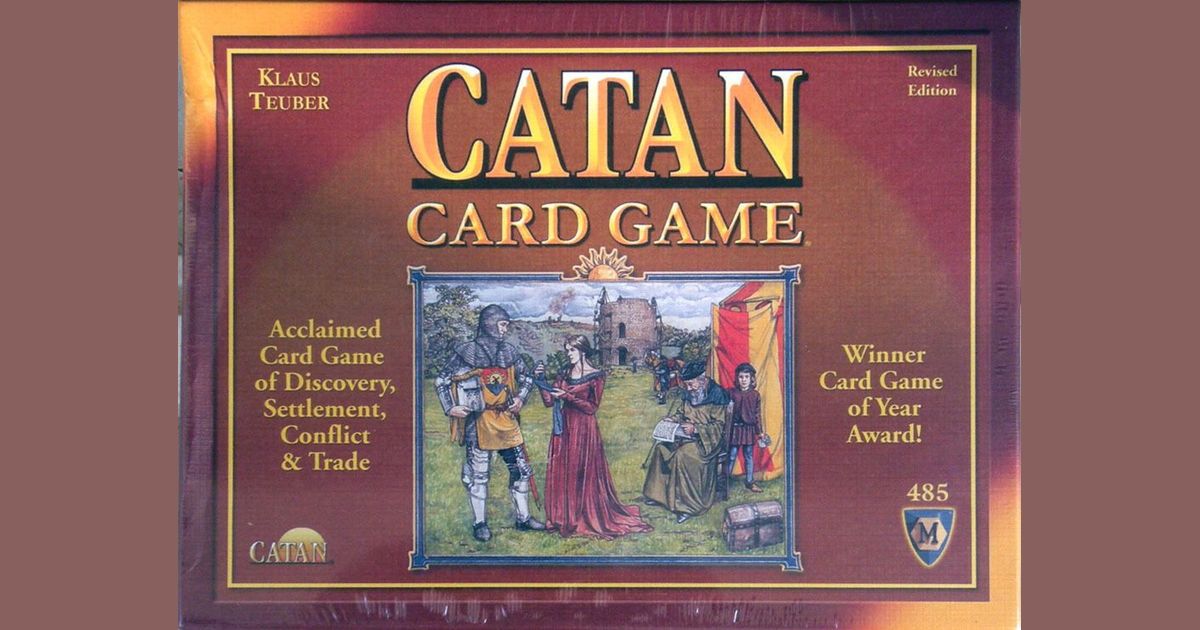 KLAUS
TEUBER
CATAN
CARD GAME
Revised
Edition
Acclaimed
Card Game
of Discovery,
Settlement,
Conflict
& Trade
Winner
Card Game
of Year
Award!
485
M
CATAN